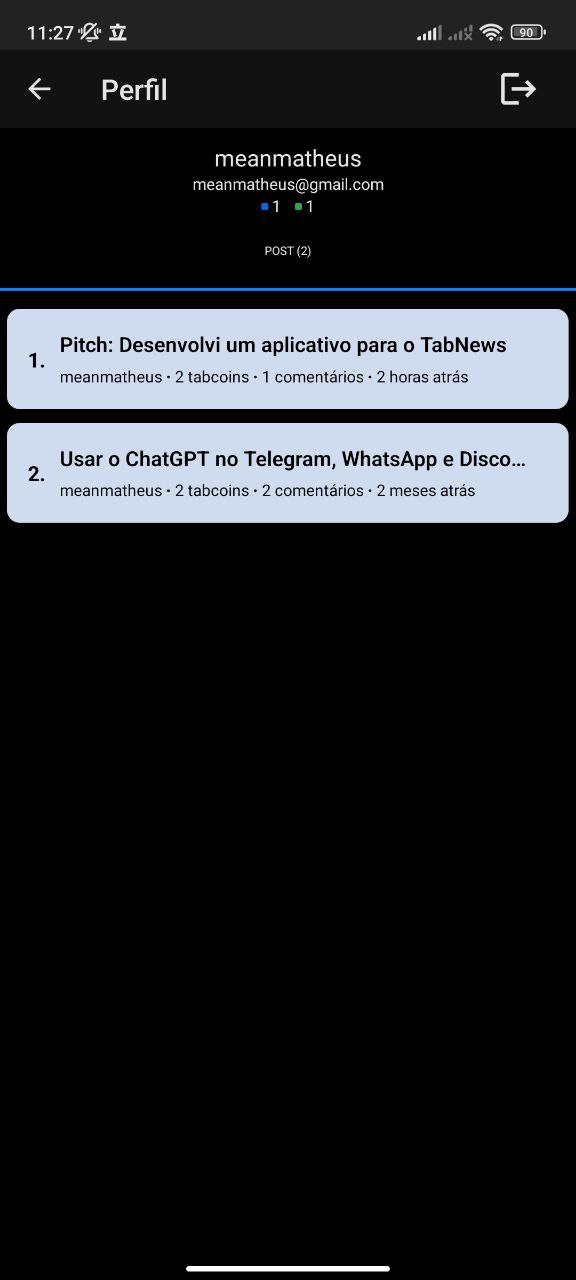 11:27
90
Perfil
meanmatheus
meanmatheus@gmail.com
1 1
POST (2)
1.
Pitch: Desenvolvi um aplicativo para o TabNews
meanmatheus • 2 tabcoins • 1 comentários • 2 horas atrás
2.
Usar o ChatGPT no Telegram, WhatsApp e Disco...
meanmatheus • 2 tabcoins • 2 comentários • 2 meses atrás